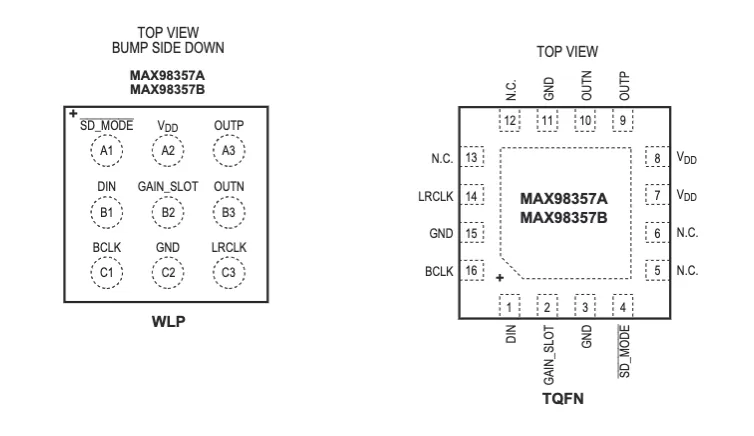 TOP VIEW
BUMP SIDE DOWN
MAX98357A
MAX98357B
+
SD_MODE VDD OUTP
A1 A2 A3
DIN GAIN_SLOT OUTN
B1 B2 B3
BCLK GND LRCLK
C1 C2 C3
WLP
TOP VIEW
N.C. GND OUTN OUTP
12 11 10 9
N.C. 13 8 VDD
LRCLK 14 7 VDD
GND 15 6 N.C.
BCLK 16 5 N.C.
MAX98357A
MAX98357B
+
1 2 3 4
DIN GAIN_SLOT GND SD_MODE
TQFN